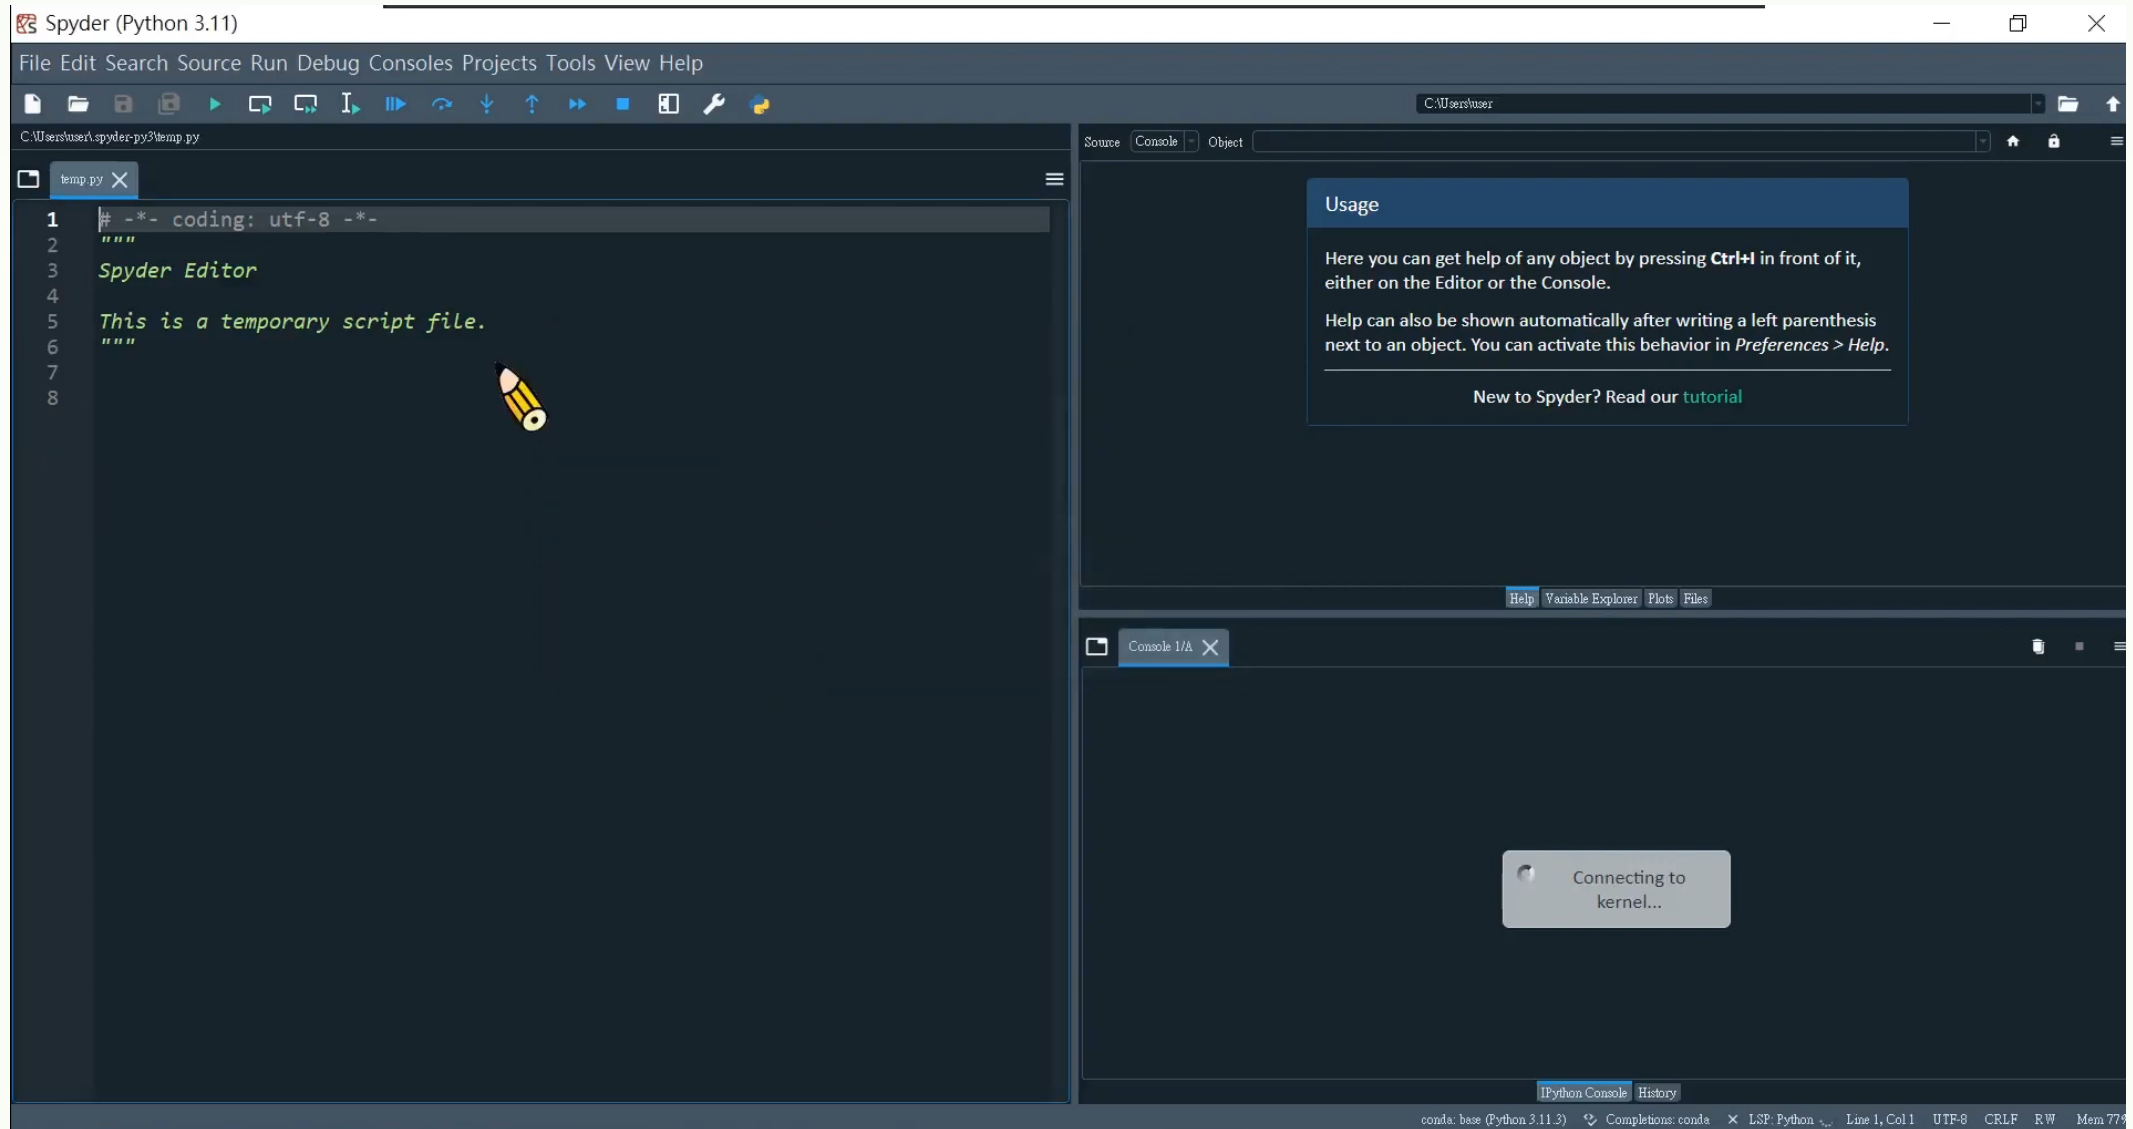 Spyder (Python 3.11)
File Edit Search Source Run Debug Consoles Projects Tools View Help
C:\Users\user
C:\Users\user\.spyder-py3\temp.py
Source Console Object
temp.py
1 # -*- coding: utf-8 -*-
2 """
3 Spyder Editor
4
5 This is a temporary script file.
6 """
7
8
Usage
Here you can get help of any object by pressing Ctrl+I in front of it,
either on the Editor or the Console.
Help can also be shown automatically after writing a left parenthesis
next to an object. You can activate this behavior in Preferences > Help.
New to Spyder? Read our tutorial
Help Variable Explorer Plots Files
Console 1/A
Connecting to
kernel...
IPython Console History
conda: base (Python 3.11.3) Completions: conda LSP: Python Line 1, Col 1 UTF-8 CRLF RW Mem 77%